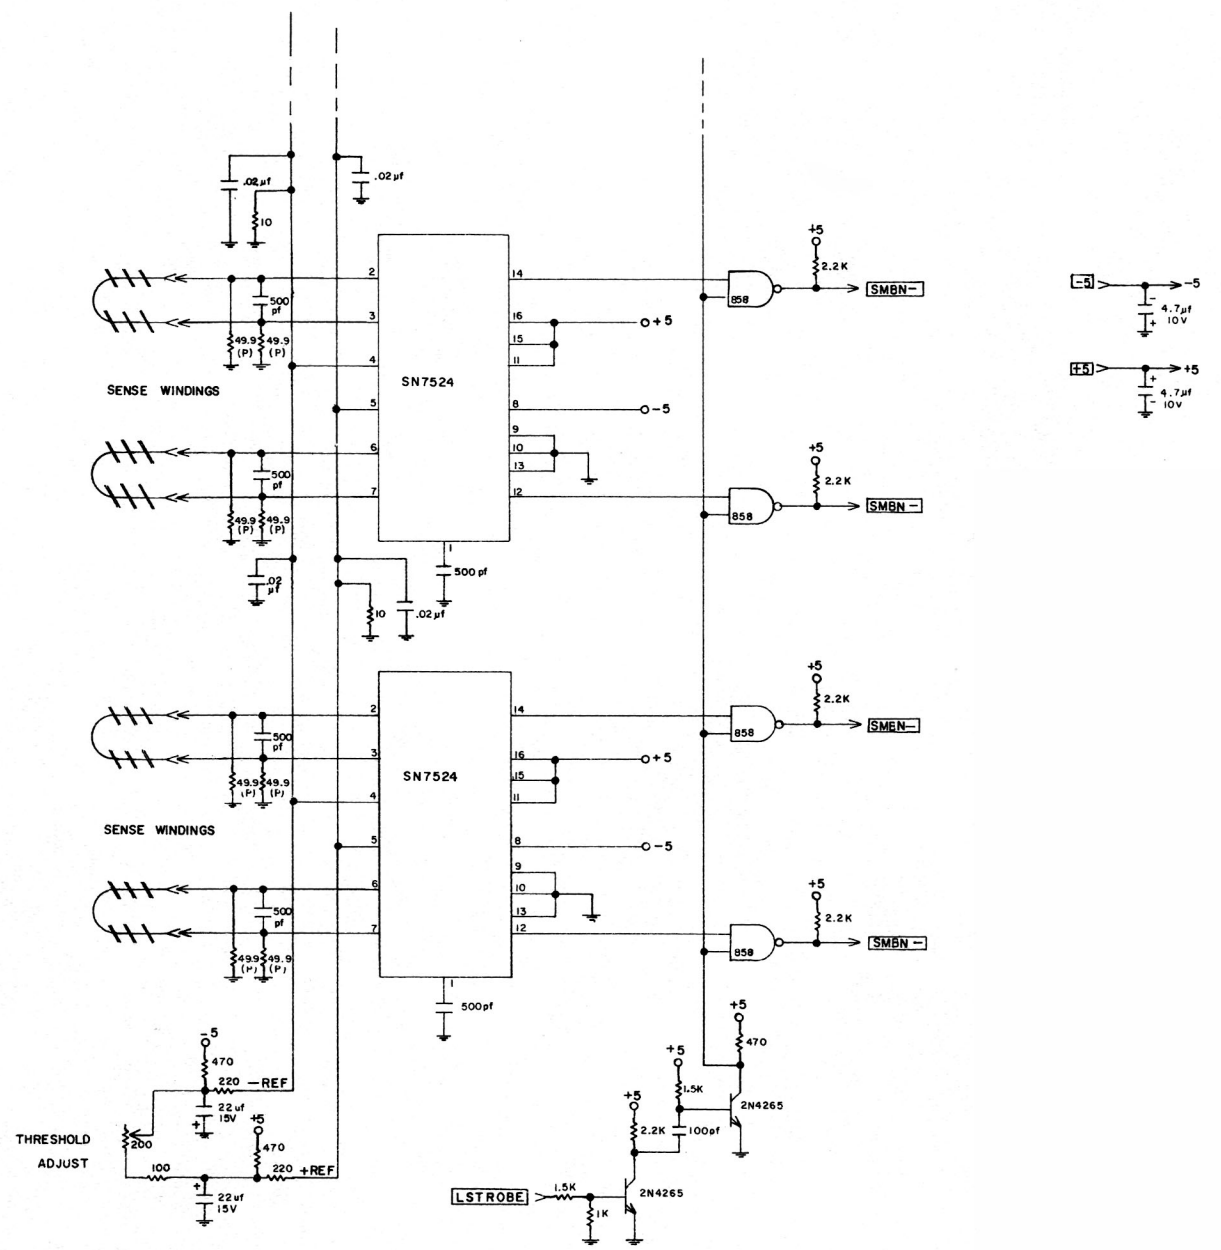 .02µf
.02µf
10
+5
2.2K
2
14
SMBN-
858
-5
-5
-
4.7µf
+
10V
500
pf
3
16
+5
49.9
(P)
49.9
(P)
15
4
11
+5
+5
+
4.7µf
-
10V
SN7524
SENSE WINDINGS
5
8
-5
9
6
10
13
+5
2.2K
500
pf
7
12
SMBN-
858
49.9
(P)
49.9
(P)
1
500 pf
.02
µf
10
.02µf
+5
2.2K
2
14
SMBN-
858
500
pf
3
16
+5
SN7524
15
49.9
(P)
49.9
(P)
4
11
SENSE WINDINGS
5
8
-5
9
6
10
13
+5
2.2K
500
pf
7
12
SMBN-
858
49.9
(P)
49.9
(P)
1
500pf
+5
470
-5
470
220
-REF
+5
1.5K
2N4265
22uf
15V
+
+5
2.2K
100pf
THRESHOLD
ADJUST
200
+5
470
100
220
+REF
+
22uf
15V
LSTROBE
1.5K
2N4265
1K